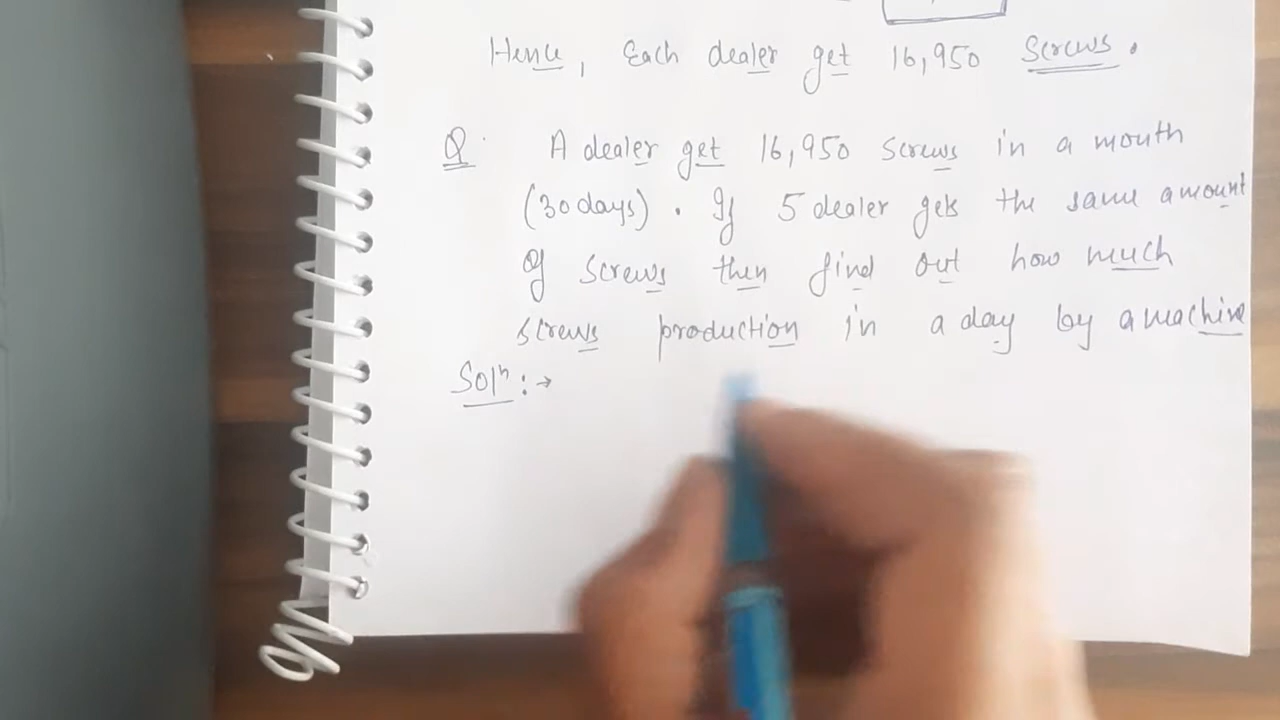 Hence, Each dealer get 16,950 Screws.
Q. A dealer get 16,950 screws in a mouth
(30 days). If 5 dealer gets the same amount
of screws then find out how much
screws production in a day by a machine
Solⁿ :→